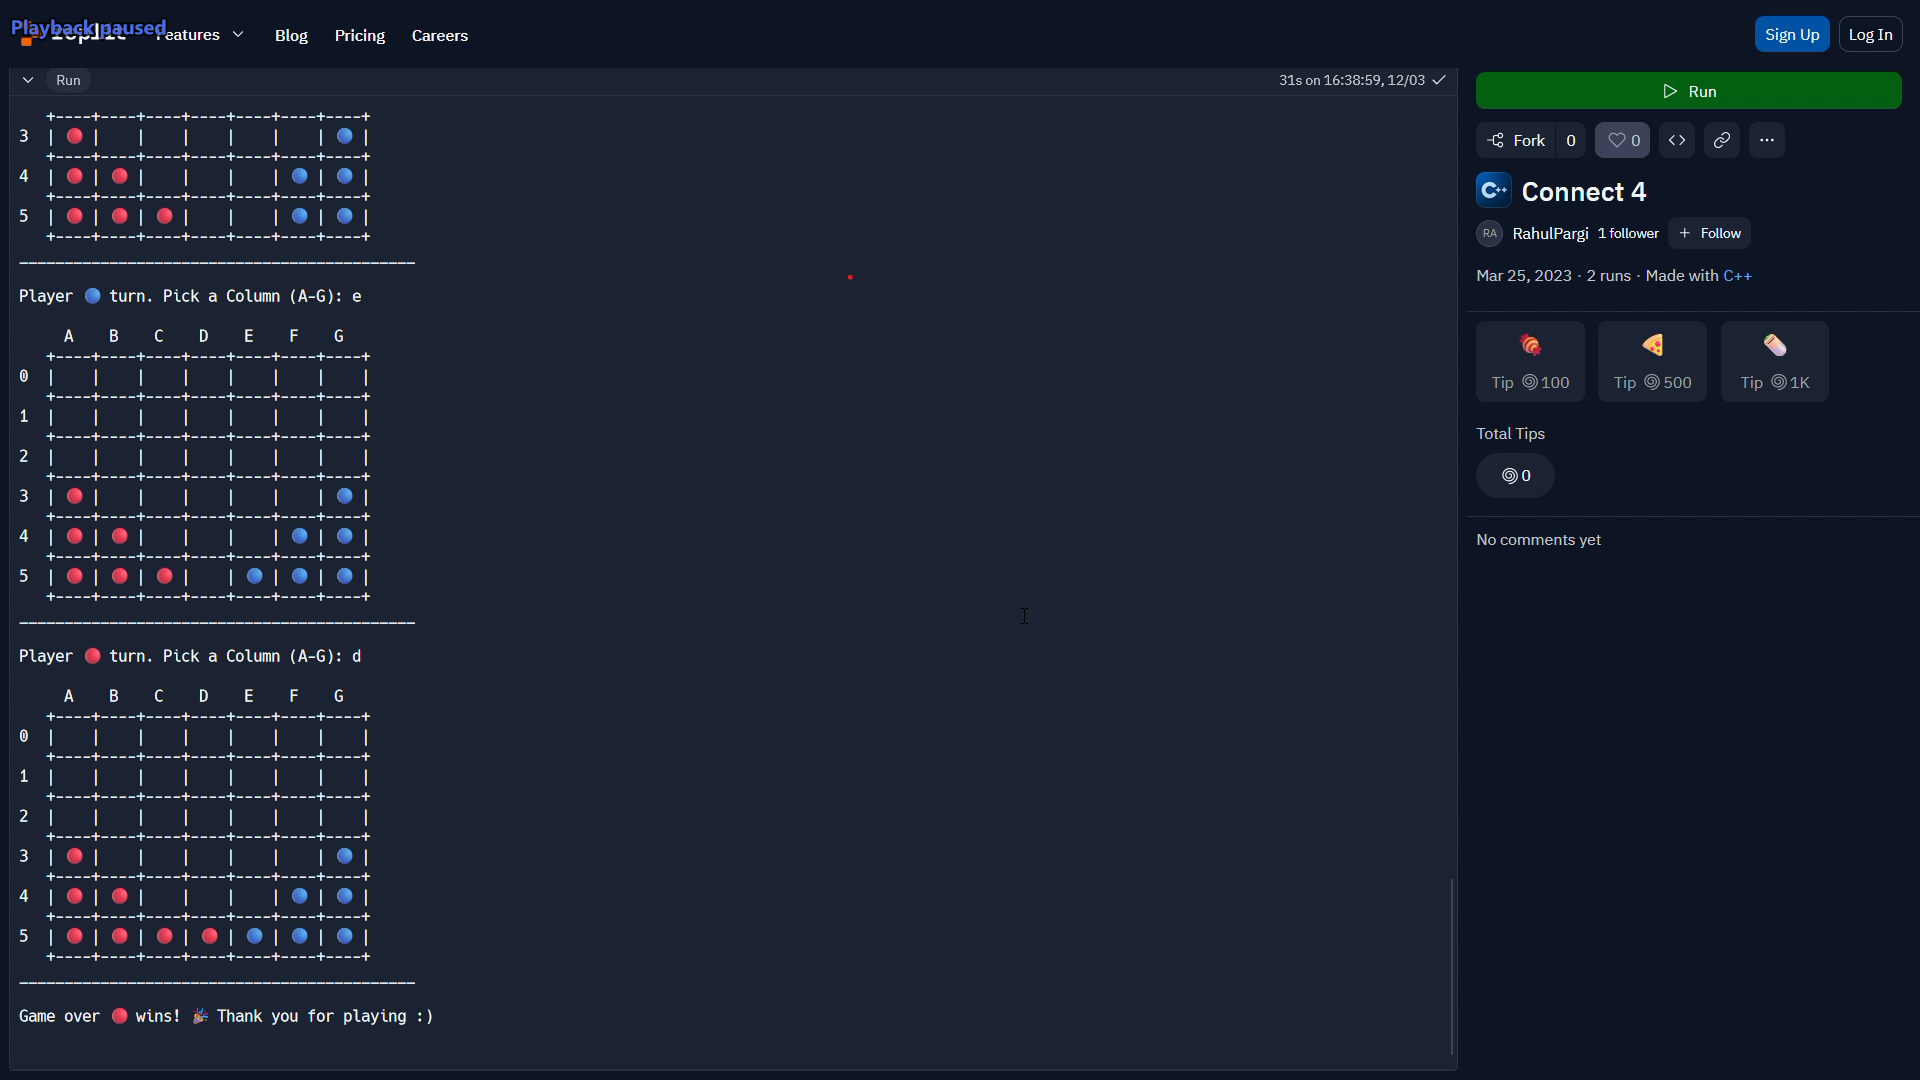 Playback paused
Features
Blog
Pricing
Careers
Sign Up
Log In
Run
31s on 16:38:59, 12/03
+----+----+----+----+----+----+----+
3 | 🔴 | | | | | | 🔵 |
+----+----+----+----+----+----+----+
4 | 🔴 | 🔴 | | | | 🔵 | 🔵 |
+----+----+----+----+----+----+----+
5 | 🔴 | 🔴 | 🔴 | | | 🔵 | 🔵 |
+----+----+----+----+----+----+----+
____________________________________________
Player 🔵 turn. Pick a Column (A-G): e
A B C D E F G
+----+----+----+----+----+----+----+
0 | | | | | | | |
+----+----+----+----+----+----+----+
1 | | | | | | | |
+----+----+----+----+----+----+----+
2 | | | | | | | |
+----+----+----+----+----+----+----+
3 | 🔴 | | | | | | 🔵 |
+----+----+----+----+----+----+----+
4 | 🔴 | 🔴 | | | | 🔵 | 🔵 |
+----+----+----+----+----+----+----+
5 | 🔴 | 🔴 | 🔴 | | 🔵 | 🔵 | 🔵 |
+----+----+----+----+----+----+----+
____________________________________________
Player 🔴 turn. Pick a Column (A-G): d
A B C D E F G
+----+----+----+----+----+----+----+
0 | | | | | | | |
+----+----+----+----+----+----+----+
1 | | | | | | | |
+----+----+----+----+----+----+----+
2 | | | | | | | |
+----+----+----+----+----+----+----+
3 | 🔴 | | | | | | 🔵 |
+----+----+----+----+----+----+----+
4 | 🔴 | 🔴 | | | | 🔵 | 🔵 |
+----+----+----+----+----+----+----+
5 | 🔴 | 🔴 | 🔴 | 🔴 | 🔵 | 🔵 | 🔵 |
+----+----+----+----+----+----+----+
____________________________________________
Game over 🔴 wins! 🎉 Thank you for playing :)
Run
Fork 0
0
C++ Connect 4
RA RahulPargi 1 follower + Follow
Mar 25, 2023 · 2 runs · Made with C++
Tip 100
Tip 500
Tip 1K
Total Tips
0
No comments yet